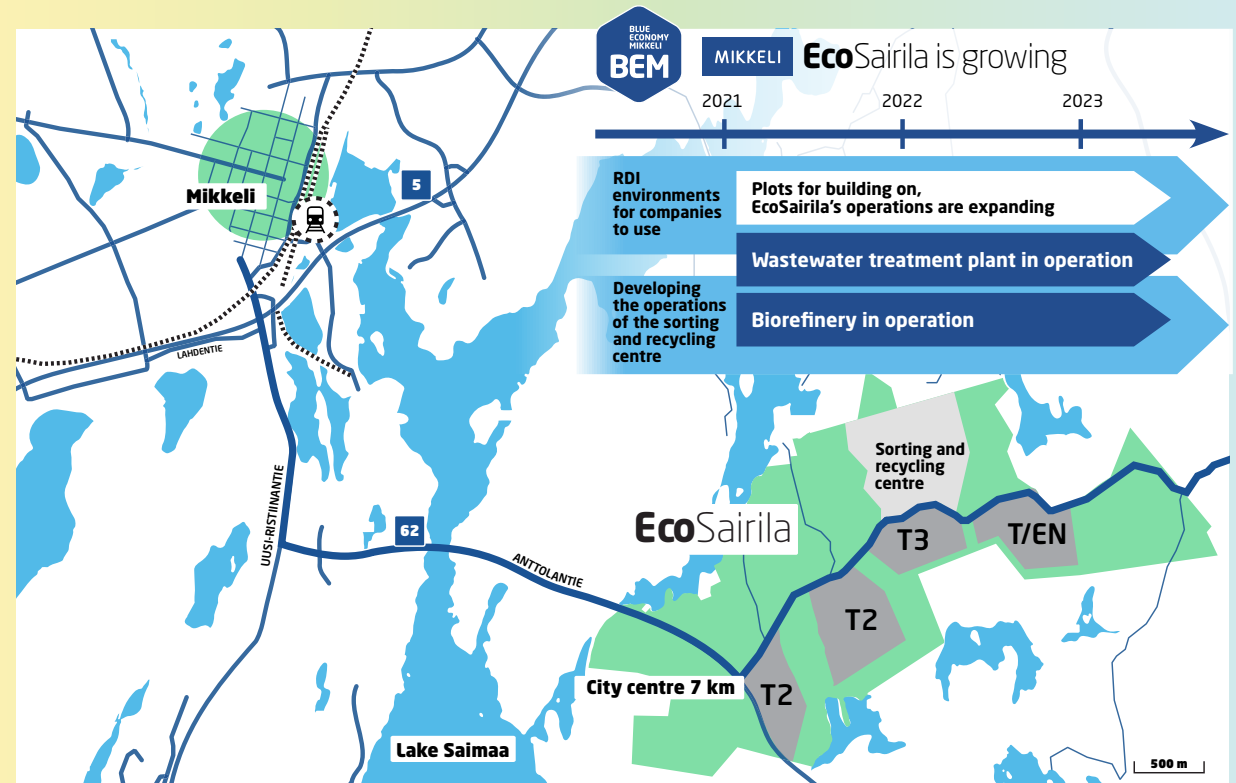 BLUE
ECONOMY
MIKKELI
BEM
MIKKELI
EcoSairila is growing
2021
2022
2023
RDI
environments
for companies
to use
Plots for building on,
EcoSairila's operations are expanding
Wastewater treatment plant in operation
Developing
the operations
of the sorting
and recycling
centre
Biorefinery in operation
Mikkeli
5
LAHDENTIE
UUSI-RISTIINANTIE
62
ANTTOLANTIE
EcoSairila
Sorting and
recycling
centre
T3
T/EN
T2
City centre 7 km
T2
Lake Saimaa
500 m